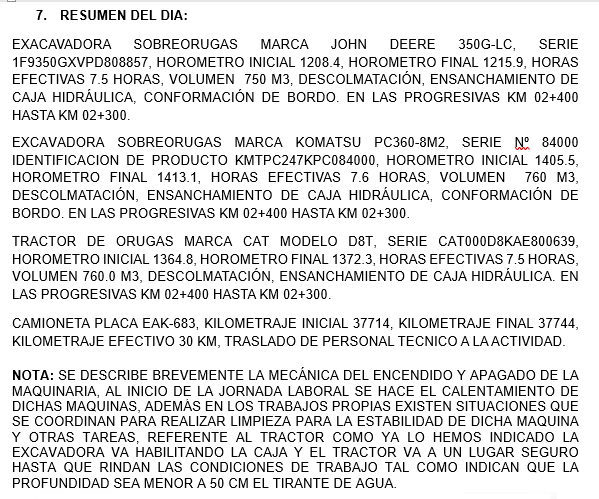 7. RESUMEN DEL DIA:
EXACAVADORA SOBREORUGAS MARCA JOHN DEERE 350G-LC, SERIE
1F9350GXVPD808857, HOROMETRO INICIAL 1208.4, HOROMETRO FINAL 1215.9, HORAS
EFECTIVAS 7.5 HORAS, VOLUMEN 750 M3, DESCOLMATACIÓN, ENSANCHAMIENTO DE
CAJA HIDRÁULICA, CONFORMACIÓN DE BORDO. EN LAS PROGRESIVAS KM 02+400
HASTA KM 02+300.
EXCAVADORA SOBREORUGAS MARCA KOMATSU PC360-8M2, SERIE Nº 84000
IDENTIFICACION DE PRODUCTO KMTPC247KPC084000, HOROMETRO INICIAL 1405.5,
HOROMETRO FINAL 1413.1, HORAS EFECTIVAS 7.6 HORAS, VOLUMEN 760 M3,
DESCOLMATACIÓN, ENSANCHAMIENTO DE CAJA HIDRÁULICA, CONFORMACIÓN DE
BORDO. EN LAS PROGRESIVAS KM 02+400 HASTA KM 02+300.
TRACTOR DE ORUGAS MARCA CAT MODELO D8T, SERIE CAT000D8KAE800639,
HOROMETRO INICIAL 1364.8, HOROMETRO FINAL 1372.3, HORAS EFECTIVAS 7.5 HORAS,
VOLUMEN 760.0 M3, DESCOLMATACIÓN, ENSANCHAMIENTO DE CAJA HIDRÁULICA. EN
LAS PROGRESIVAS KM 02+400 HASTA KM 02+300.
CAMIONETA PLACA EAK-683, KILOMETRAJE INICIAL 37714, KILOMETRAJE FINAL 37744,
KILOMETRAJE EFECTIVO 30 KM, TRASLADO DE PERSONAL TECNICO A LA ACTIVIDAD.
NOTA: SE DESCRIBE BREVEMENTE LA MECÁNICA DEL ENCENDIDO Y APAGADO DE LA
MAQUINARIA, AL INICIO DE LA JORNADA LABORAL SE HACE EL CALENTAMIENTO DE
DICHAS MAQUINAS, ADEMÁS EN LOS TRABAJOS PROPIAS EXISTEN SITUACIONES QUE
SE COORDINAN PARA REALIZAR LIMPIEZA PARA LA ESTABILIDAD DE DICHA MAQUINA
Y OTRAS TAREAS, REFERENTE AL TRACTOR COMO YA LO HEMOS INDICADO LA
EXCAVADORA VA HABILITANDO LA CAJA Y EL TRACTOR VA A UN LUGAR SEGURO
HASTA QUE RINDAN LAS CONDICIONES DE TRABAJO TAL COMO INDICAN QUE LA
PROFUNDIDAD SEA MENOR A 50 CM EL TIRANTE DE AGUA.